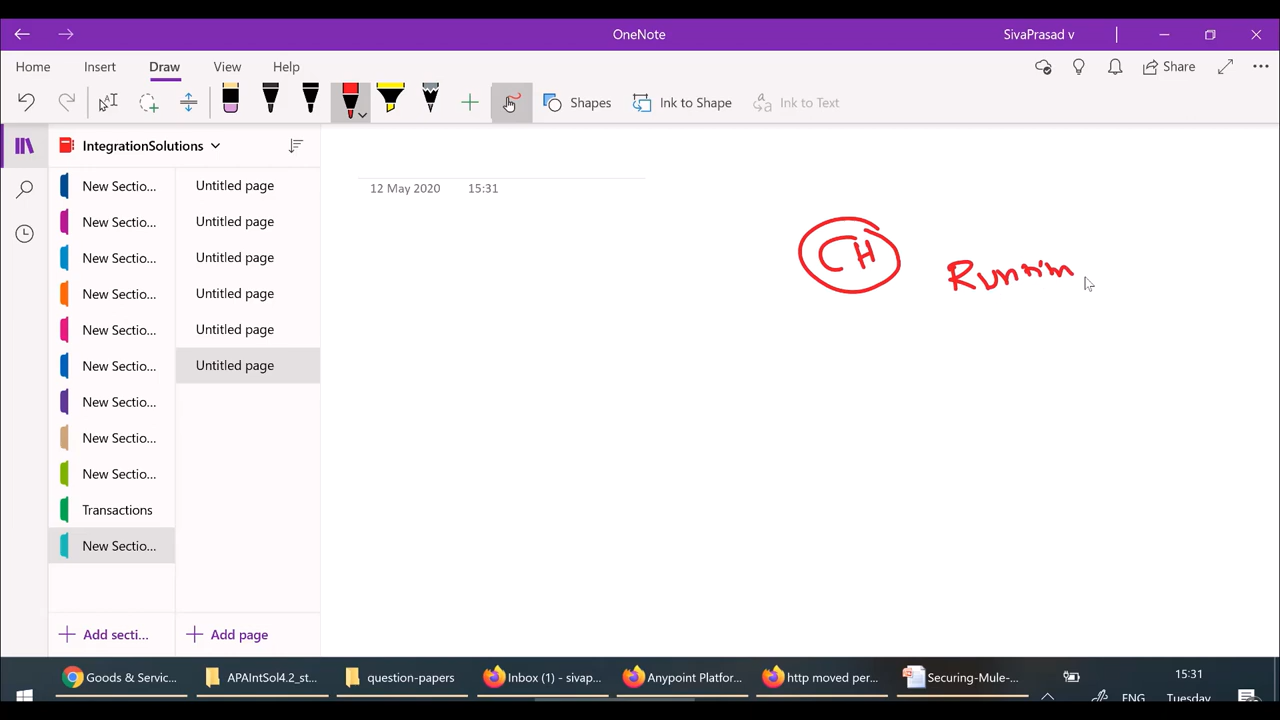 OneNote
SivaPrasad v
Home Insert Draw View Help
Share
Shapes
Ink to Shape
Ink to Text
IntegrationSolutions
New Sectio...
New Sectio...
New Sectio...
New Sectio...
New Sectio...
New Sectio...
New Sectio...
New Sectio...
New Sectio...
Transactions
New Sectio...
Add secti...
Untitled page
Untitled page
Untitled page
Untitled page
Untitled page
Untitled page
Add page
12 May 2020 15:31
CH
Runtim
Goods & Servic...
APAIntSol4.2_st...
question-papers
Inbox (1) - sivap...
Anypoint Platfor...
http moved per...
Securing-Mule-...
ENG
15:31
Tuesday